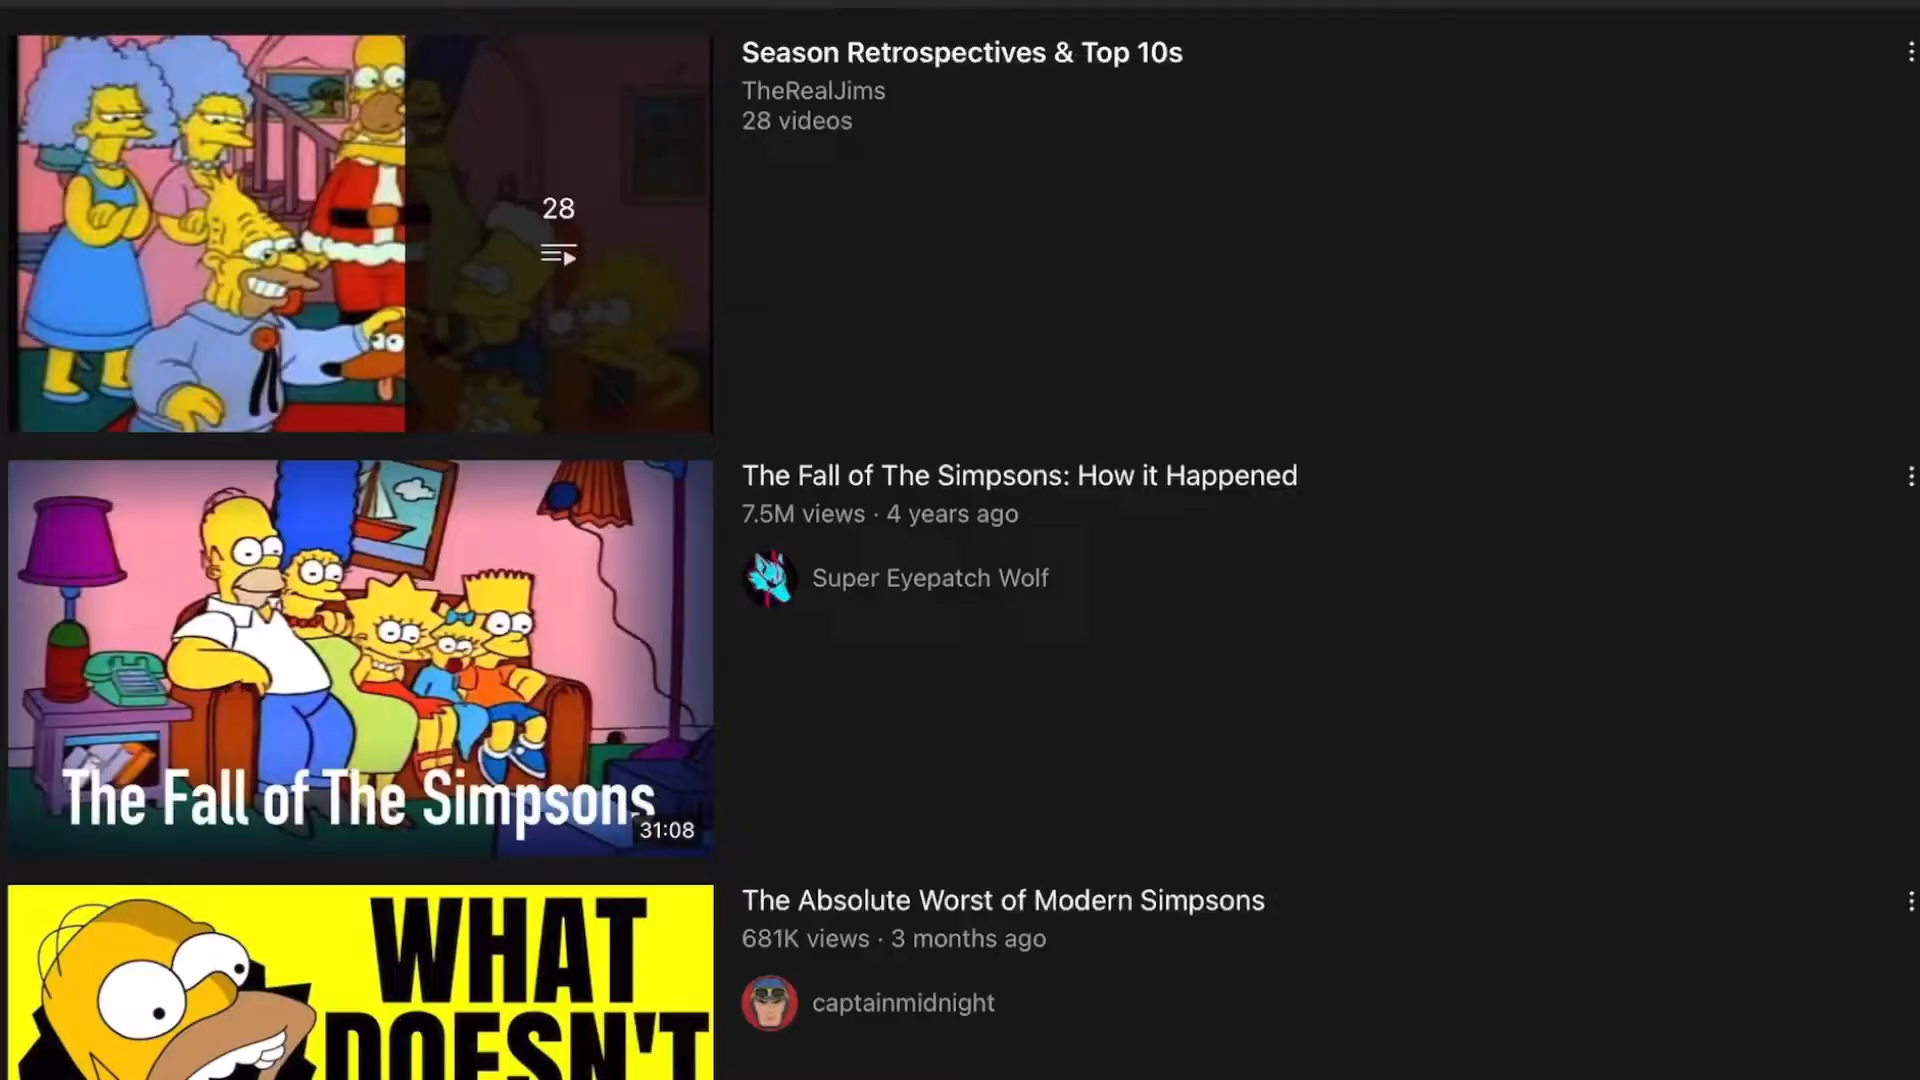 Season Retrospectives & Top 10s
TheRealJims
28 videos
28
The Fall of The Simpsons: How it Happened
7.5M views · 4 years ago
Super Eyepatch Wolf
The Fall of The Simpsons
31:08
The Absolute Worst of Modern Simpsons
681K views · 3 months ago
captainmidnight
WHAT
DOESN'T